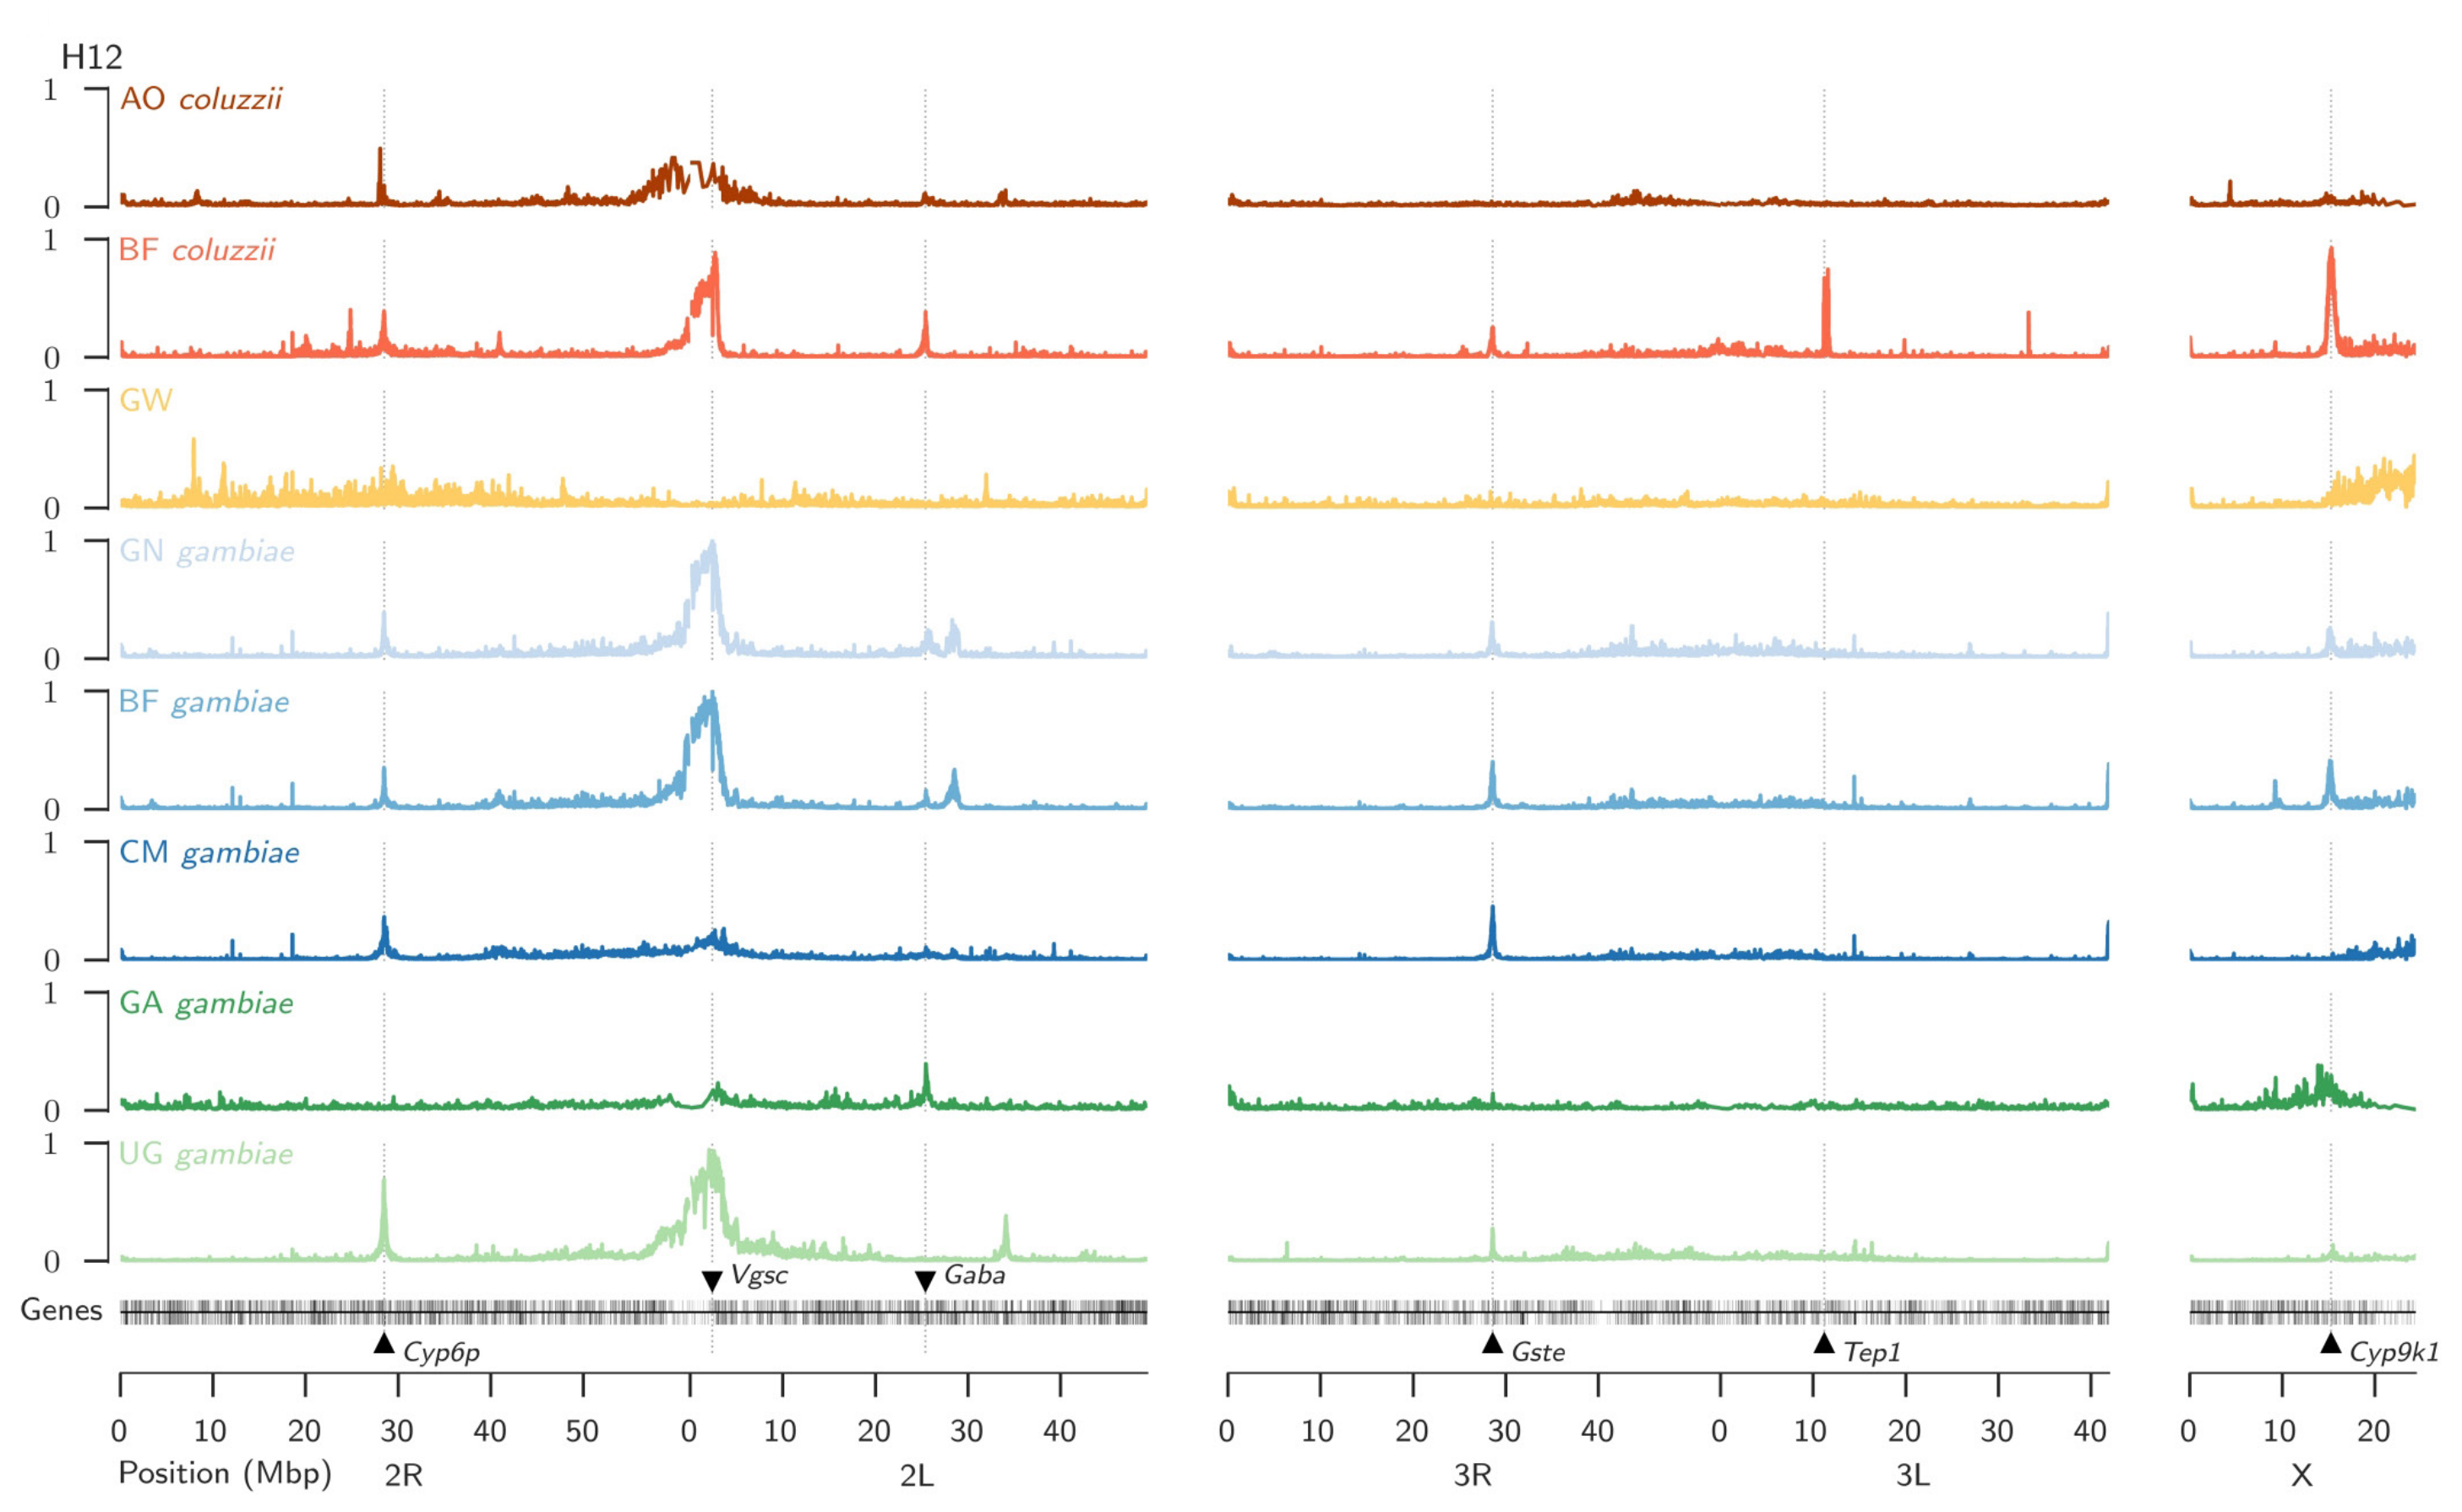 H12
1
AO coluzzii
0
1
BF coluzzii
0
1
GW
0
1
GN gambiae
0
1
BF gambiae
0
1
CM gambiae
0
1
GA gambiae
0
1
UG gambiae
0
Vgsc Gaba
Genes
Cyp6p Gste Tep1 Cyp9k1
0 10 20 30 40 50 0 10 20 30 40 0 10 20 30 40 0 10 20 30 40 0 10 20
Position (Mbp) 2R 2L 3R 3L X